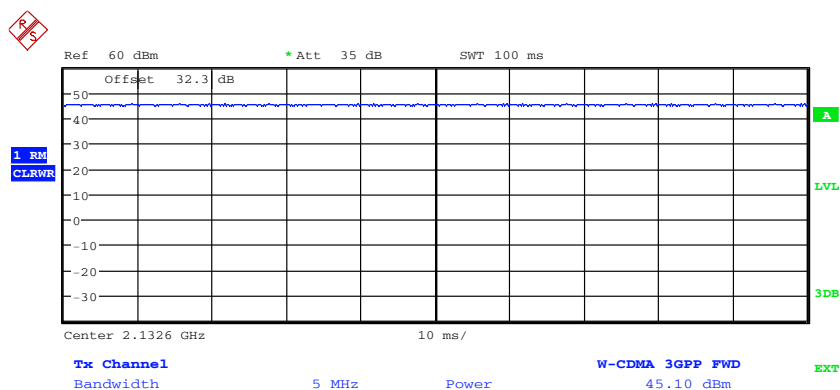 R S
Ref 60 dBm * Att 35 dB SWT 100 ms
Offset 32.3 dB
50
40
A
30
1 RM
CLRWR
20
LVL
10
0
-10
-20
3DB
-30
Center 2.1326 GHz 10 ms/
Tx Channel W-CDMA 3GPP FWD
EXT
Bandwidth 5 MHz Power 45.10 dBm